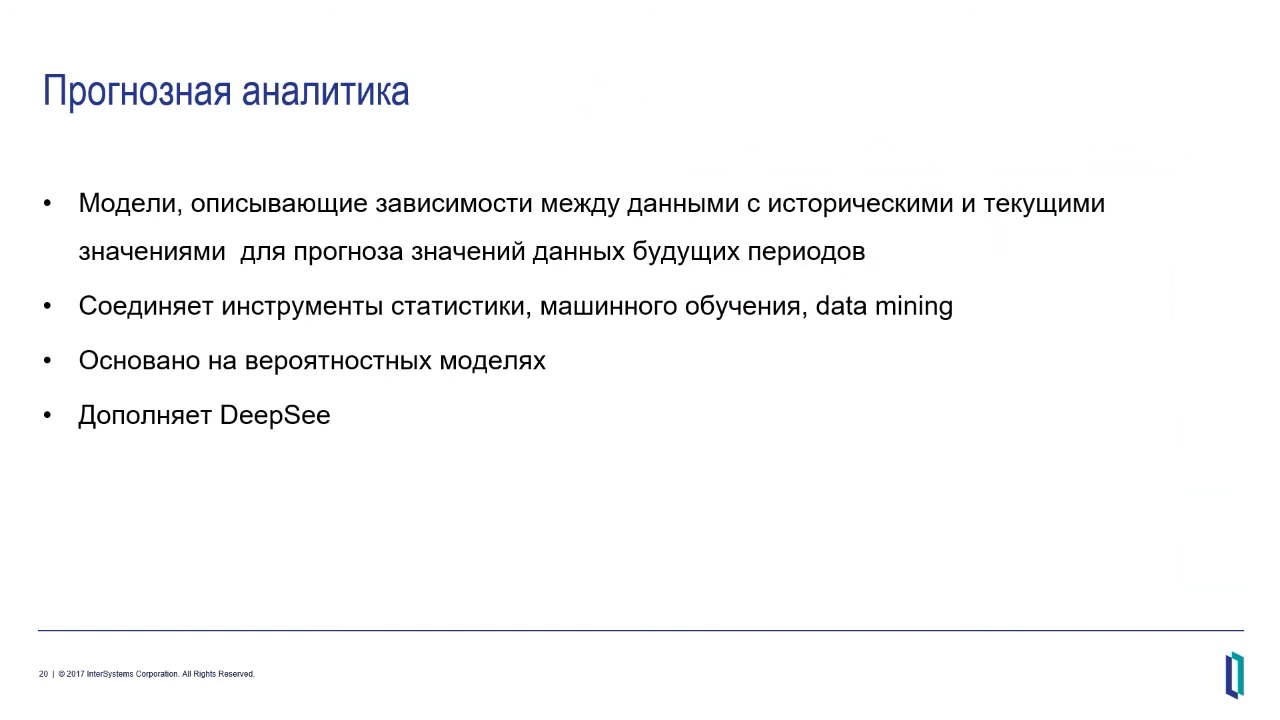 Прогнозная аналитика
• Модели, описывающие зависимости между данными с историческими и текущими
значениями  для прогноза значений данных будущих периодов
• Соединяет инструменты статистики, машинного обучения, data mining
• Основано на вероятностных моделях
• Дополняет DeepSee
20 | © 2017 InterSystems Corporation. All Rights Reserved.